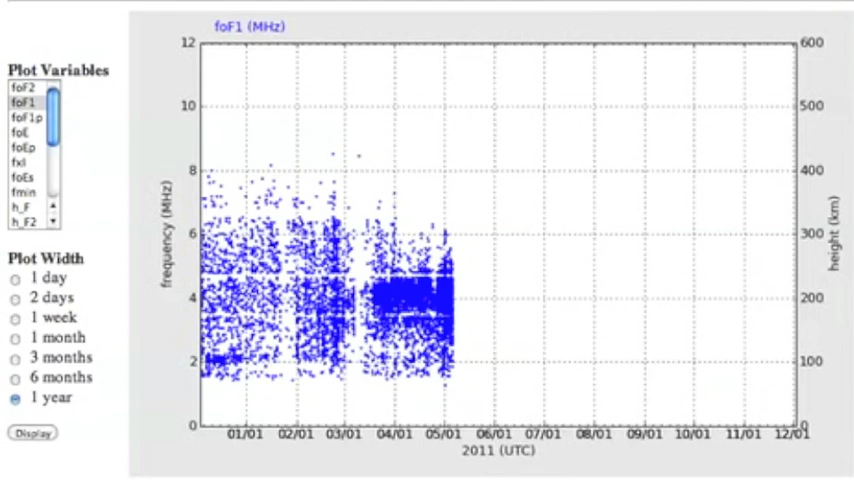 foF1 (MHz)
Plot Variables
foF2
foF1
foF1p
foE
foEp
fxI
foEs
fmin
h_F
h_F2
Plot Width
1 day
2 days
1 week
1 month
3 months
6 months
1 year
Display
frequency (MHz)
12
10
8
6
4
2
0
600
500
400
300
200
100
0
height (km)
01/01 02/01 03/01 04/01 05/01 06/01 07/01 08/01 09/01 10/01 11/01 12/01
2011 (UTC)